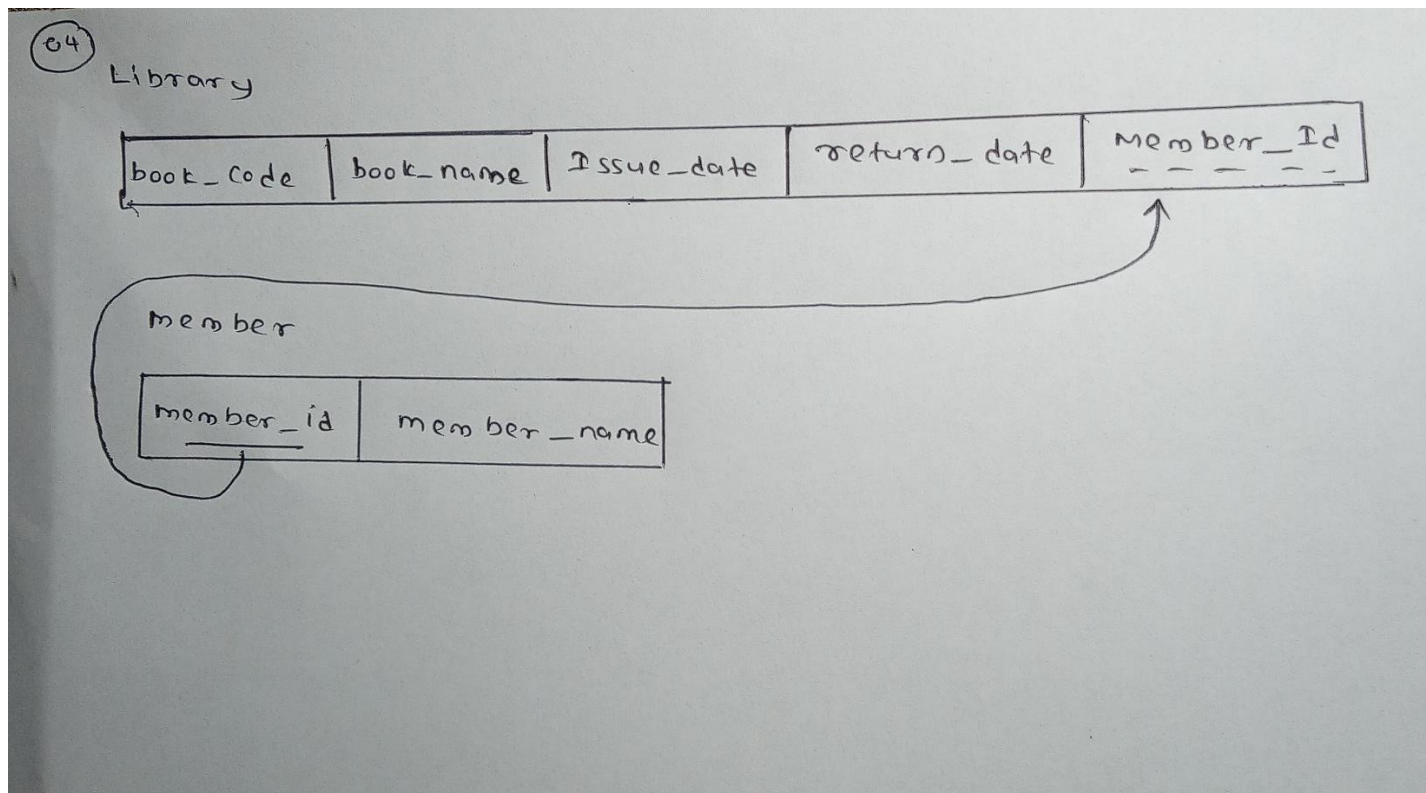 04
Library
book_code book_name Issue_date return_date Member_Id
member
member_id member_name